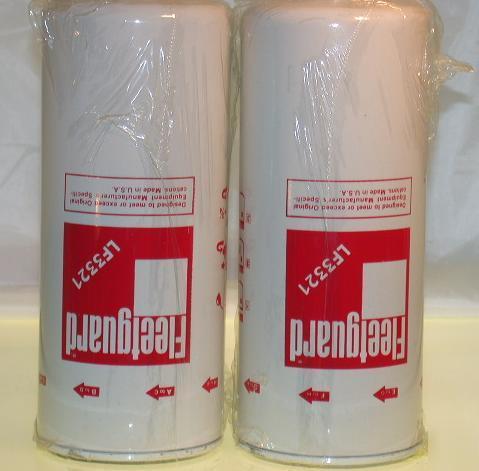 Fleetguard
LF3321
Designed to meet or exceed Original
Equipment Manufacturer's Specifi-
cations. Made in U.S.A.
Fleetguard
LF3321
Designed to meet or exceed Original
Equipment Manufacturer's Specifi-
cations. Made in U.S.A.